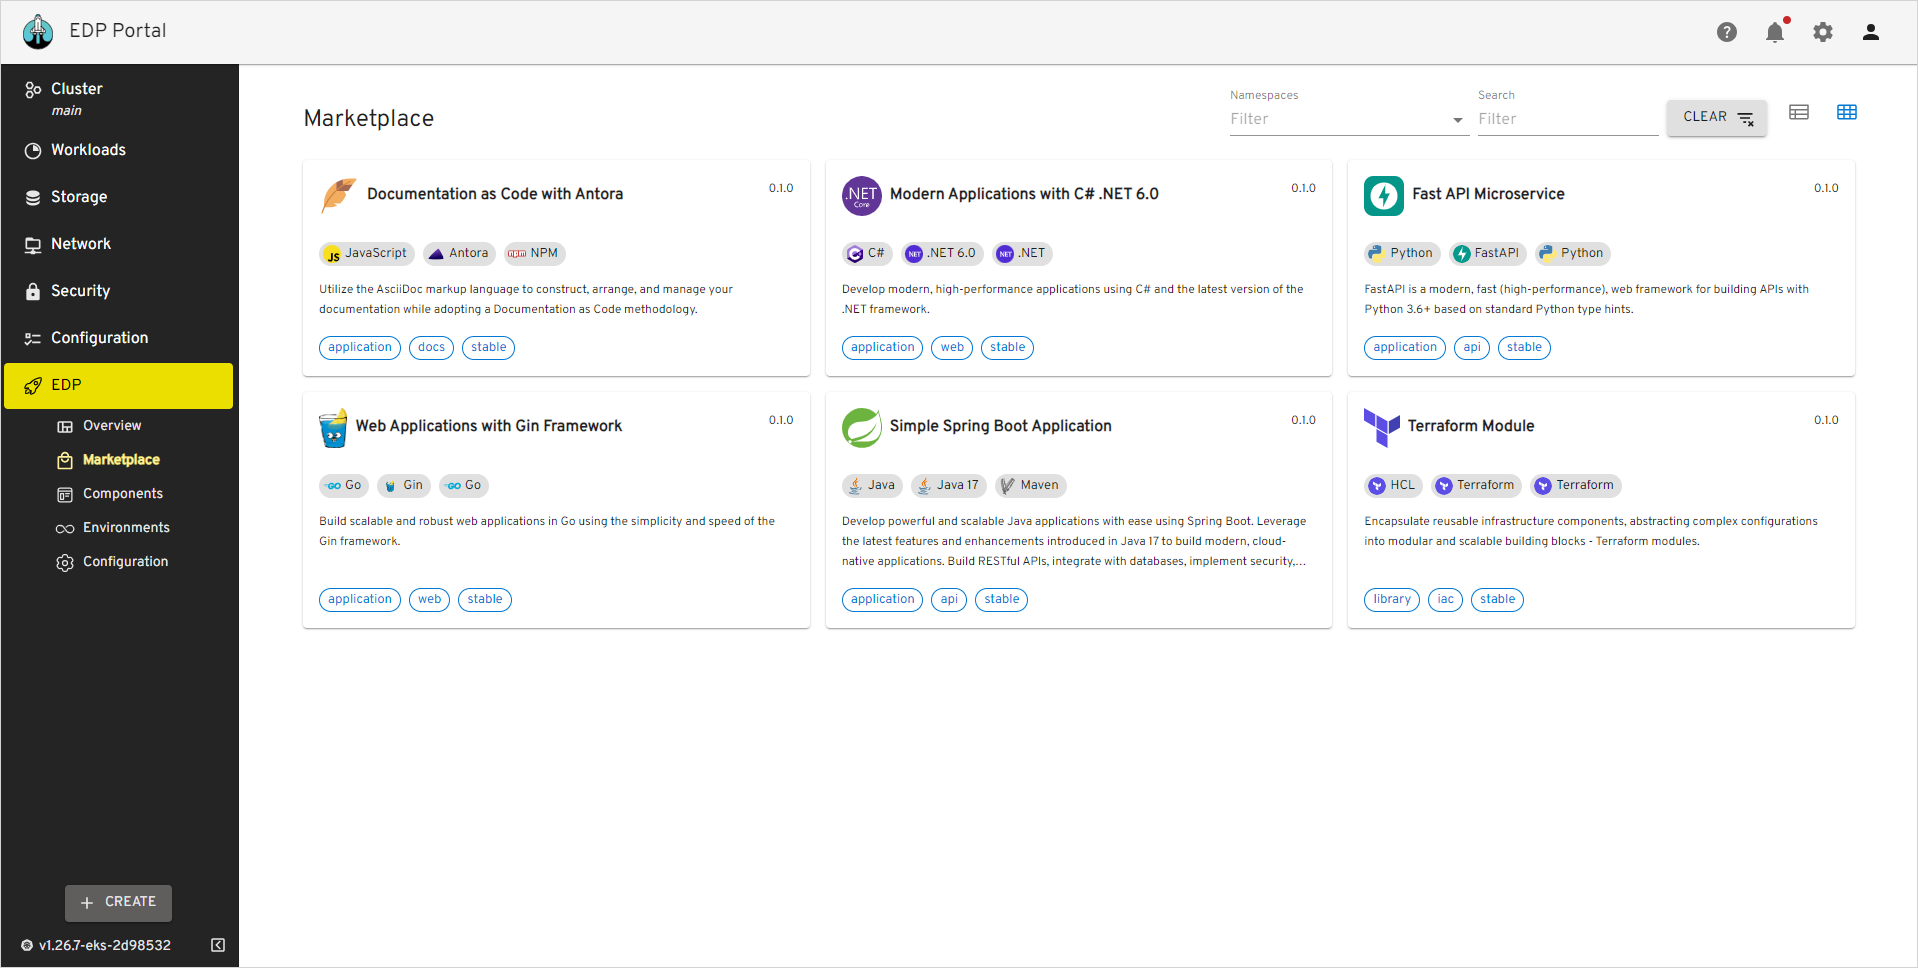 EDP Portal
Cluster
main
Workloads
Storage
Network
Security
Configuration
EDP
Overview
Marketplace
Components
Environments
Configuration
CREATE
v1.26.7-eks-2d98532
Marketplace
Namespaces
Filter
Search
Filter
CLEAR
Documentation as Code with Antora
0.1.0
JS JavaScript Antora npm NPM
Utilize the AsciiDoc markup language to construct, arrange, and manage your
documentation while adopting a Documentation as Code methodology.
application docs stable
.NET
Core
Modern Applications with C# .NET 6.0
0.1.0
C# NET .NET 6.0 NET .NET
Develop modern, high-performance applications using C# and the latest version of the
.NET framework.
application web stable
Fast API Microservice
0.1.0
Python FastAPI Python
FastAPI is a modern, fast (high-performance), web framework for building APIs with
Python 3.6+ based on standard Python type hints.
application api stable
Web Applications with Gin Framework
0.1.0
GO Go Gin GO Go
Build scalable and robust web applications in Go using the simplicity and speed of the
Gin framework.
application web stable
Simple Spring Boot Application
0.1.0
Java Java 17 Maven
Develop powerful and scalable Java applications with ease using Spring Boot. Leverage
the latest features and enhancements introduced in Java 17 to build modern, cloud-
native applications. Build RESTful APIs, integrate with databases, implement security,...
application api stable
Terraform Module
0.1.0
HCL Terraform Terraform
Encapsulate reusable infrastructure components, abstracting complex configurations
into modular and scalable building blocks - Terraform modules.
library iac stable